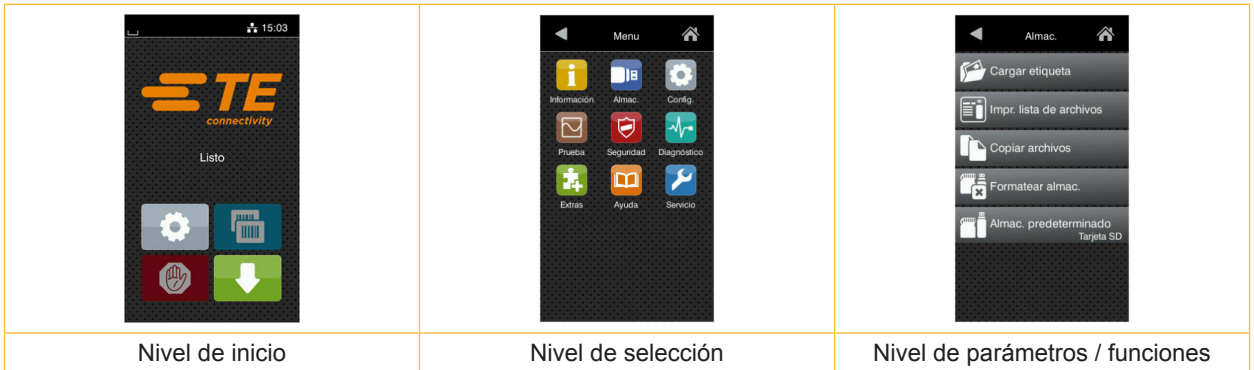 15:03
TE
connectivity
Listo
Menu
Información Almac. Config.
Prueba Seguridad Diagnóstico
Extras Ayuda Servicio
Almac.
Cargar etiqueta
Impr. lista de archivos
Copiar archivos
Formatear almac.
Almac. predeterminado
Tarjeta SD
Nivel de inicio
Nivel de selección
Nivel de parámetros / funciones